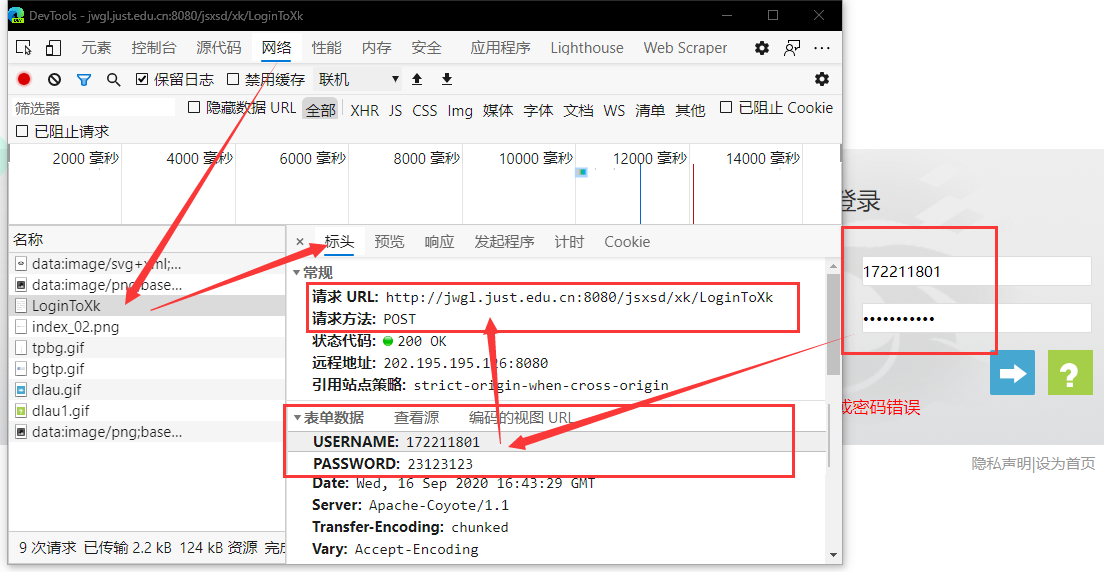 DevTools - jwgl.just.edu.cn:8080/jsxsd/xk/LoginToXk
元素 控制台 源代码 网络 性能 内存 安全 应用程序 Lighthouse Web Scraper
保留日志 禁用缓存 联机
筛选器 隐藏数据 URL 全部 XHR JS CSS Img 媒体 字体 文档 WS 清单 其他 已阻止 Cookie
已阻止请求
2000 毫秒 4000 毫秒 6000 毫秒 8000 毫秒 10000 毫秒 12000 毫秒 14000 毫秒
名称
data:image/svg+xml;...
data:image/png;base...
LoginToXk
index_02.png
tpbg.gif
bgtp.gif
dlau.gif
dlau1.gif
data:image/png;base...
9 次请求 已传输 2.2 kB 124 kB 资源 完成
× 标头 预览 响应 发起程序 计时 Cookie
常规
请求 URL: http://jwgl.just.edu.cn:8080/jsxsd/xk/LoginToXk
请求方法: POST
状态代码: 200 OK
远程地址: 202.195.195.126:8080
引用站点策略: strict-origin-when-cross-origin
表单数据 查看源 编码的视图 URL
USERNAME: 172211801
PASSWORD: 23123123
Date: Wed, 16 Sep 2020 16:43:29 GMT
Server: Apache-Coyote/1.1
Transfer-Encoding: chunked
Vary: Accept-Encoding
登录
172211801
•••••••••••
?
或密码错误
隐私声明|设为首页